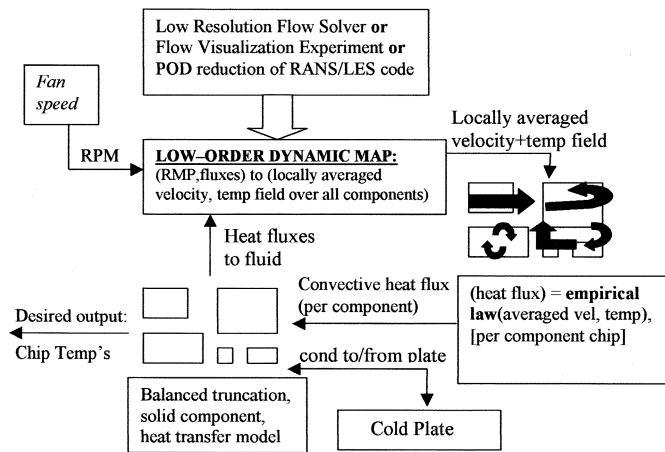 Low Resolution Flow Solver or
Flow Visualization Experiment or
POD reduction of RANS/LES code
Fan
speed
RPM
LOW–ORDER DYNAMIC MAP:
(RMP,fluxes) to (locally averaged
velocity, temp field over all components)
Locally averaged
velocity+temp field
Heat fluxes
to fluid
Convective heat flux
(per component)
(heat flux) = empirical
law(averaged vel, temp),
[per component chip]
Desired output:
Chip Temp's
cond to/from plate
Balanced truncation,
solid component,
heat transfer model
Cold Plate